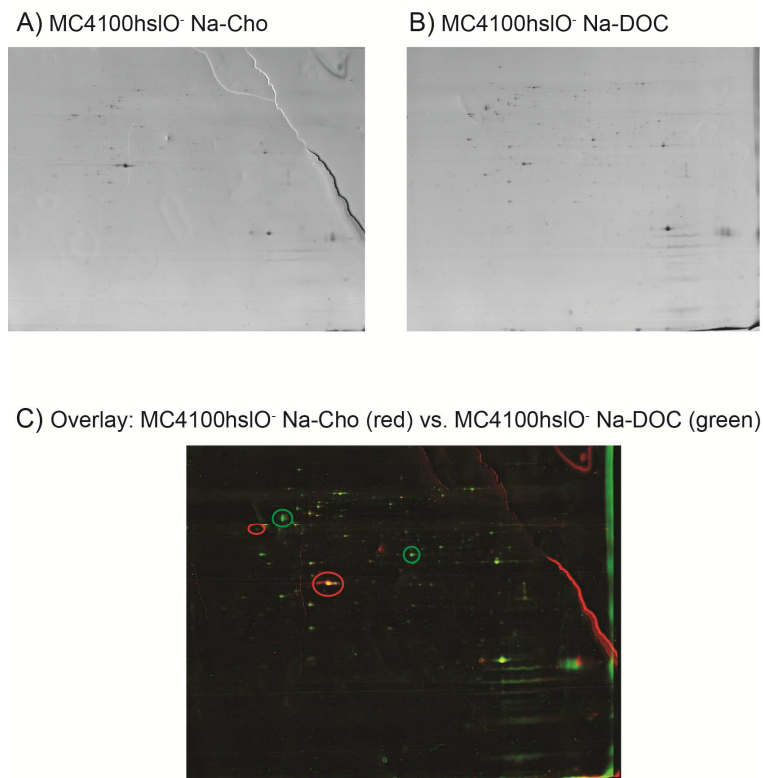 A) MC4100hslO⁻ Na-Cho
B) MC4100hslO⁻ Na-DOC
C) Overlay: MC4100hslO⁻ Na-Cho (red) vs. MC4100hslO⁻ Na-DOC (green)